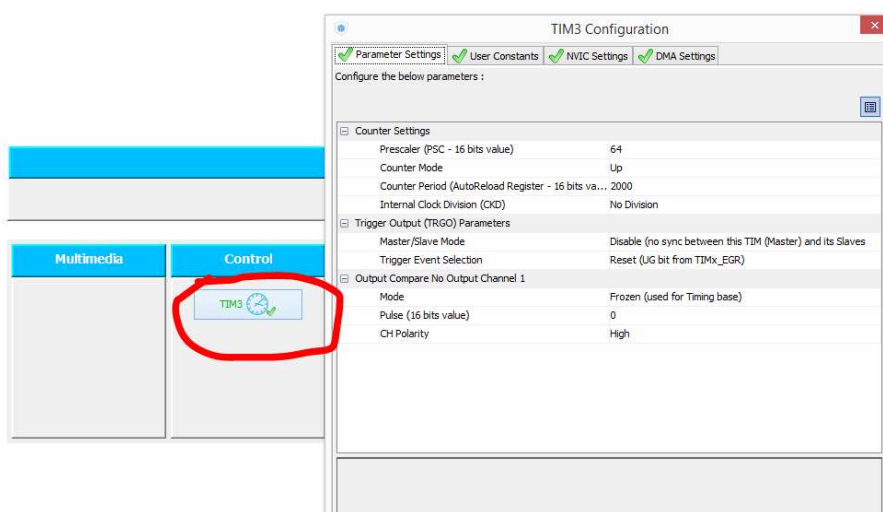 TIM3 Configuration
Parameter Settings User Constants NVIC Settings DMA Settings
Configure the below parameters :
Counter Settings
Prescaler (PSC - 16 bits value) 64
Counter Mode Up
Counter Period (AutoReload Register - 16 bits va... 2000
Internal Clock Division (CKD) No Division
Trigger Output (TRGO) Parameters
Master/Slave Mode Disable (no sync between this TIM (Master) and its Slaves
Trigger Event Selection Reset (UG bit from TIMx_EGR)
Output Compare No Output Channel 1
Mode Frozen (used for Timing base)
Pulse (16 bits value) 0
CH Polarity High
Multimedia Control
TIM3